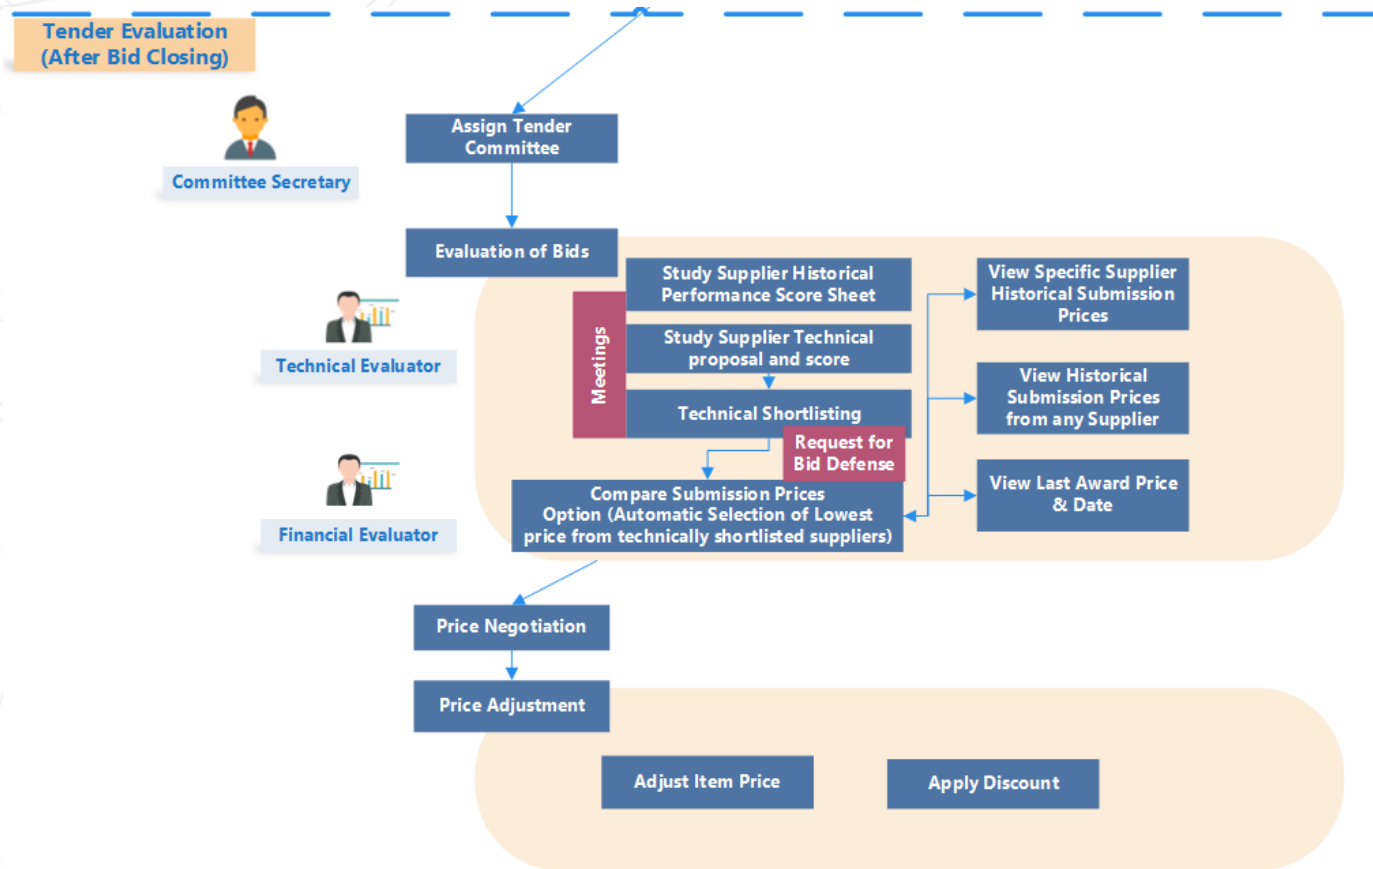 Tender Evaluation
(After Bid Closing)
Assign Tender
Committee
Committee Secretary
Evaluation of Bids
Study Supplier Historical
Performance Score Sheet
View Specific Supplier
Historical Submission
Prices
Meetings
Study Supplier Technical
proposal and score
Technical Evaluator
View Historical
Submission Prices
from any Supplier
Technical Shortlisting
Request for
Bid Defense
Compare Submission Prices
Option (Automatic Selection of Lowest
price from technically shortlisted suppliers)
View Last Award Price
& Date
Financial Evaluator
Price Negotiation
Price Adjustment
Adjust Item Price
Apply Discount